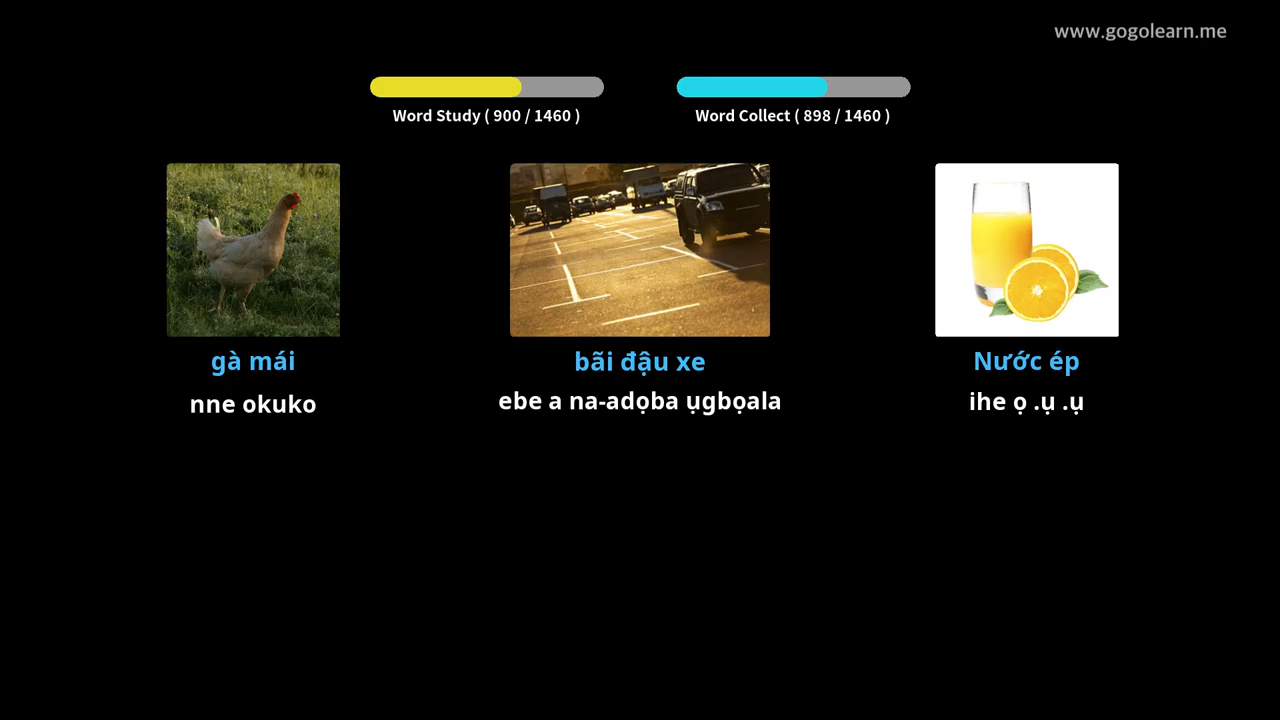 www.gogolearn.me
Word Study ( 900 / 1460 )
Word Collect ( 898 / 1460 )
gà mái
bãi đậu xe
Nước ép
nne okuko
ebe a na-adọba ụgbọala
ihe ọ .ụ .ụ